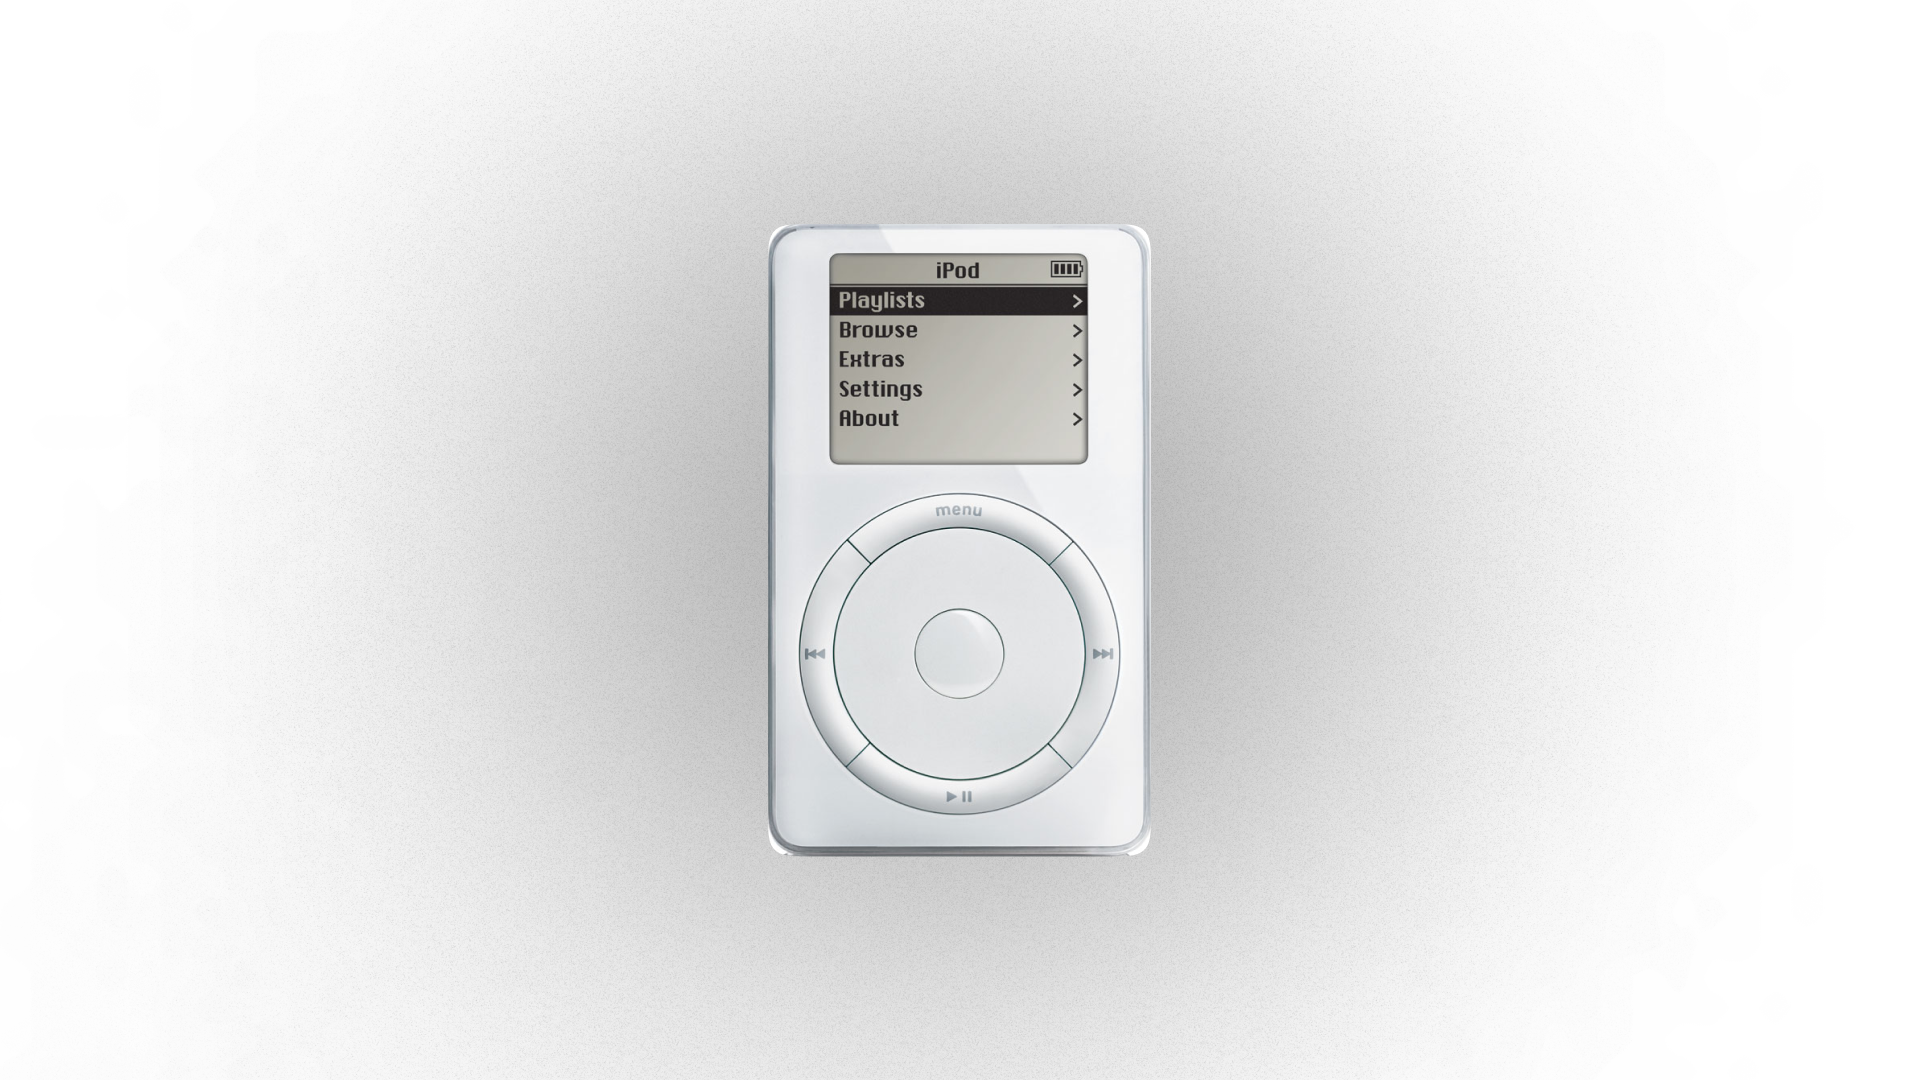 iPod
Playlists >
Browse >
Extras >
Settings >
About >
menu